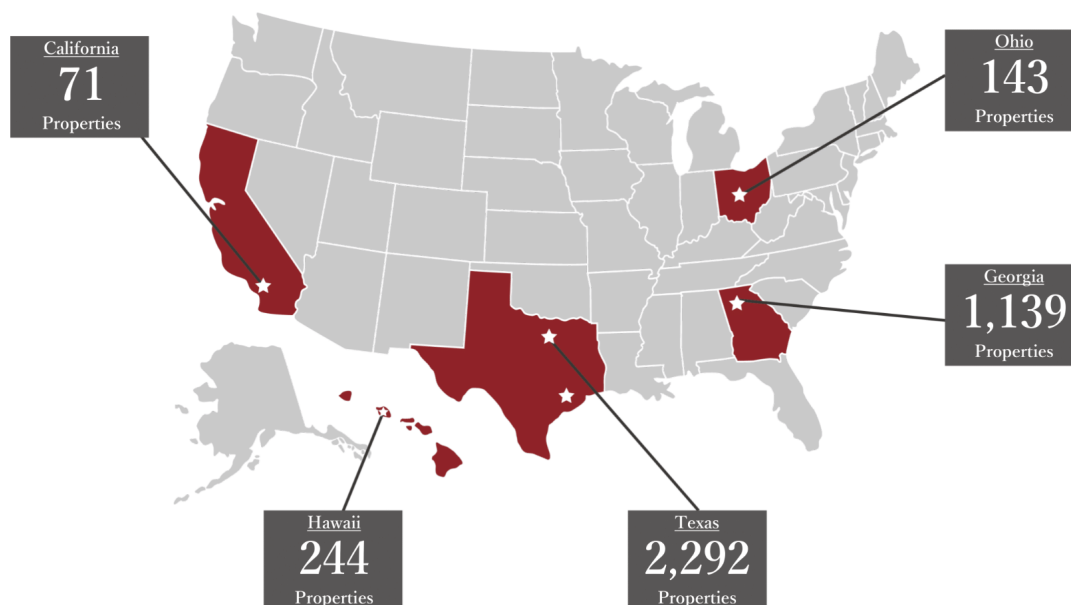 California
71
Properties
Ohio
143
Properties
Georgia
1,139
Properties
Hawaii
244
Properties
Texas
2,292
Properties